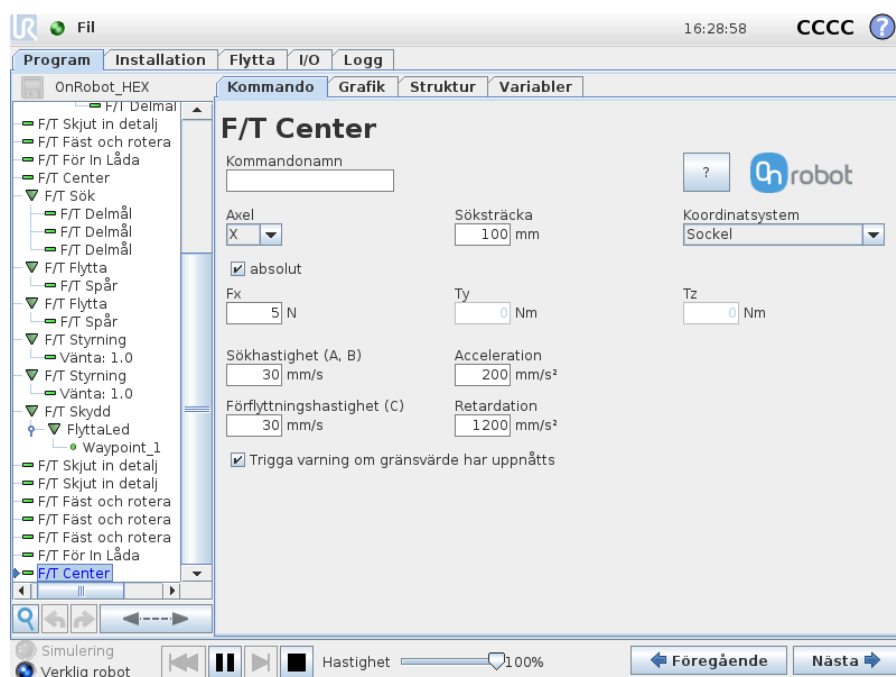 UR Fil 16:28:58 CCCC ?
Program Installation Flytta I/O Logg
OnRobot_HEX
Kommando Grafik Struktur Variabler
F/T Delmål
F/T Skjut in detalj
F/T Fäst och rotera
F/T För In Låda
F/T Center
F/T Sök
F/T Delmål
F/T Delmål
F/T Delmål
F/T Flytta
F/T Spår
F/T Flytta
F/T Spår
F/T Styrning
Vänta: 1.0
F/T Styrning
Vänta: 1.0
F/T Skydd
FlyttaLed
Waypoint_1
F/T Skjut in detalj
F/T Skjut in detalj
F/T Fäst och rotera
F/T Fäst och rotera
F/T Fäst och rotera
F/T För In Låda
F/T Center
F/T Center
Kommandonamn
? On robot
Axel Söksträcka Koordinatsystem
X 100 mm Sockel
absolut
Fx Ty Tz
5 N 0 Nm 0 Nm
Sökhastighet (A, B) Acceleration
30 mm/s 200 mm/s²
Förflyttningshastighet (C) Retardation
30 mm/s 1200 mm/s²
Trigga varning om gränsvärde har uppnåtts
Simulering
Verklig robot
Hastighet 100% Föregående Nästa